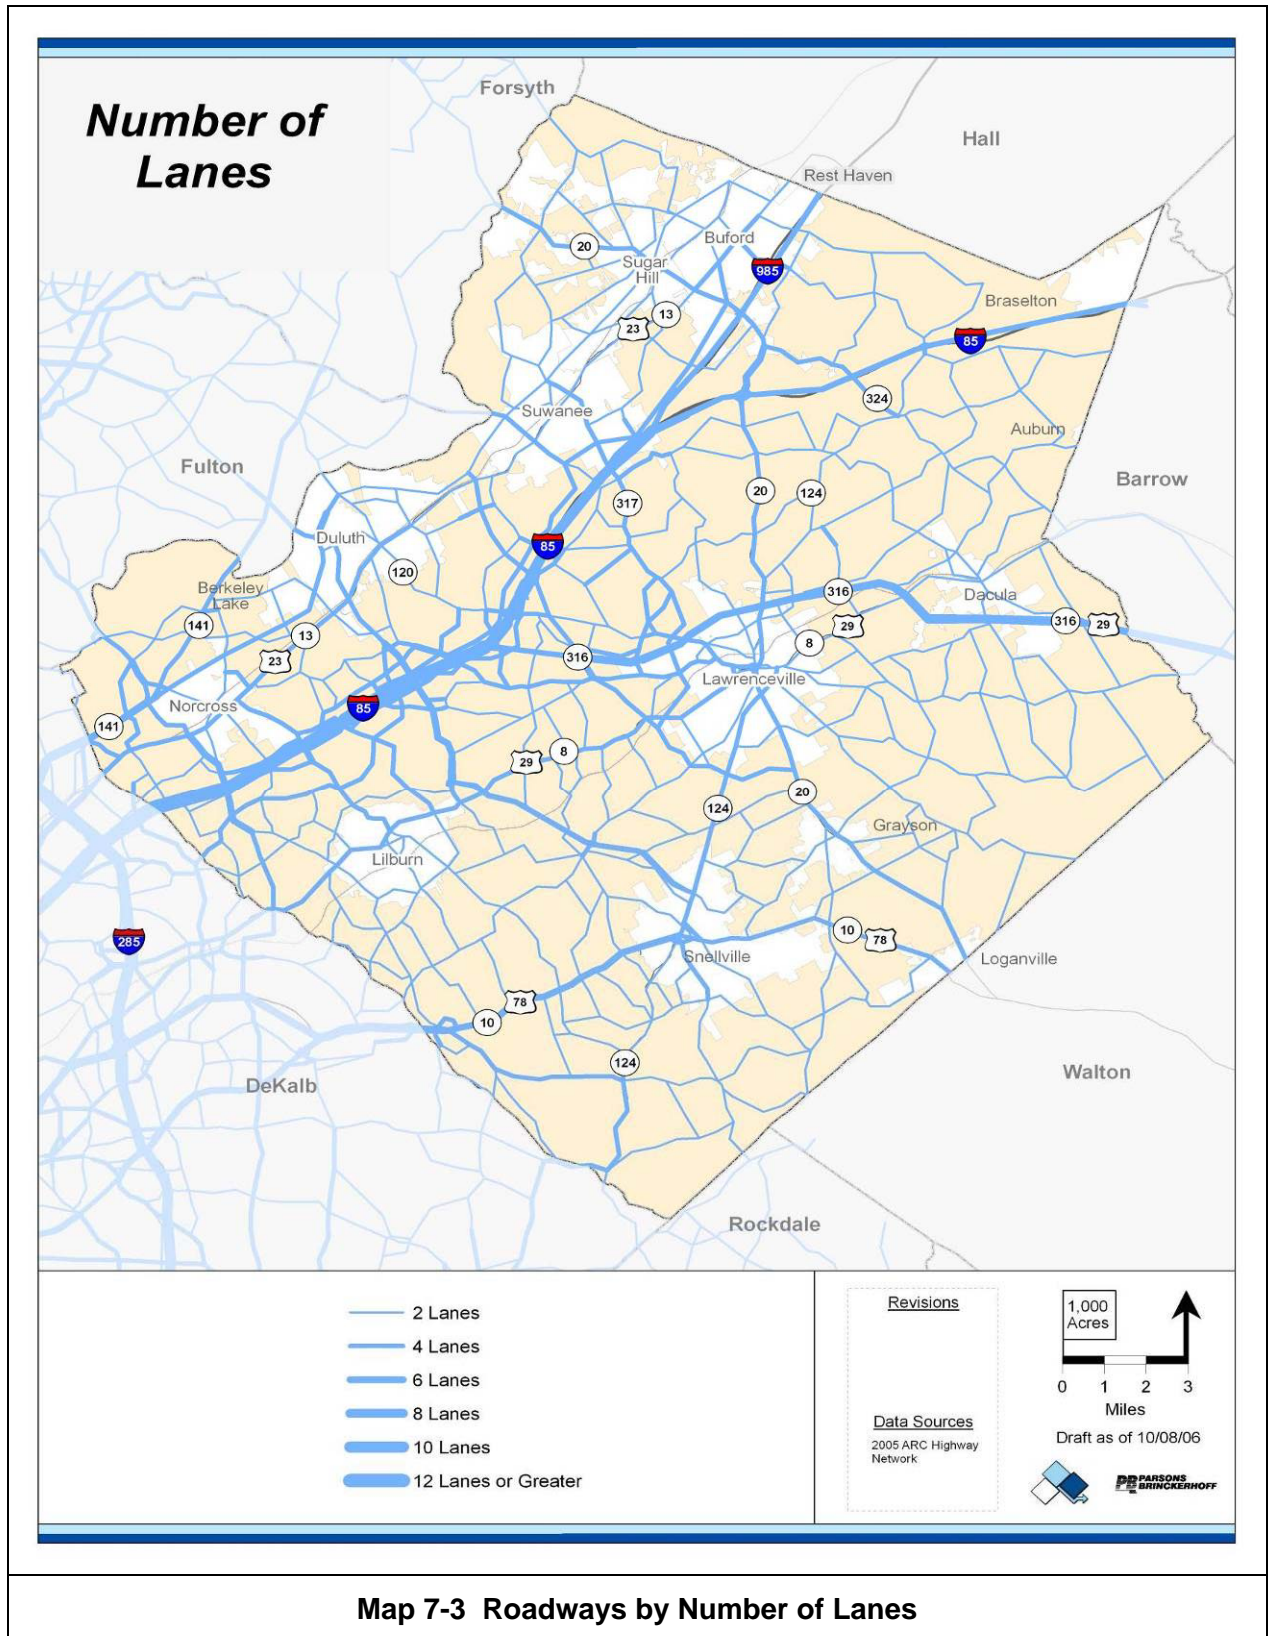 Number of
Lanes
Forsyth
Hall
Rest Haven
20
Buford
Sugar
Hill
985
Braselton
13
23
85
324
Suwanee
Auburn
Fulton
Barrow
20
124
317
Duluth
85
120
Berkeley
Lake
316
Dacula
141
13
316
29
29
8
23
316
Lawrenceville
Norcross
85
141
8
29
20
124
Grayson
Lilburn
10
78
285
Snellville
Loganville
78
10
124
DeKalb
Walton
Rockdale
2 Lanes
4 Lanes
6 Lanes
8 Lanes
10 Lanes
12 Lanes or Greater
Revisions
Data Sources
2005 ARC Highway
Network
1,000
Acres
0 1 2 3
Miles
Draft as of 10/08/06
PB PARSONS
BRINCKERHOFF
Map 7-3 Roadways by Number of Lanes